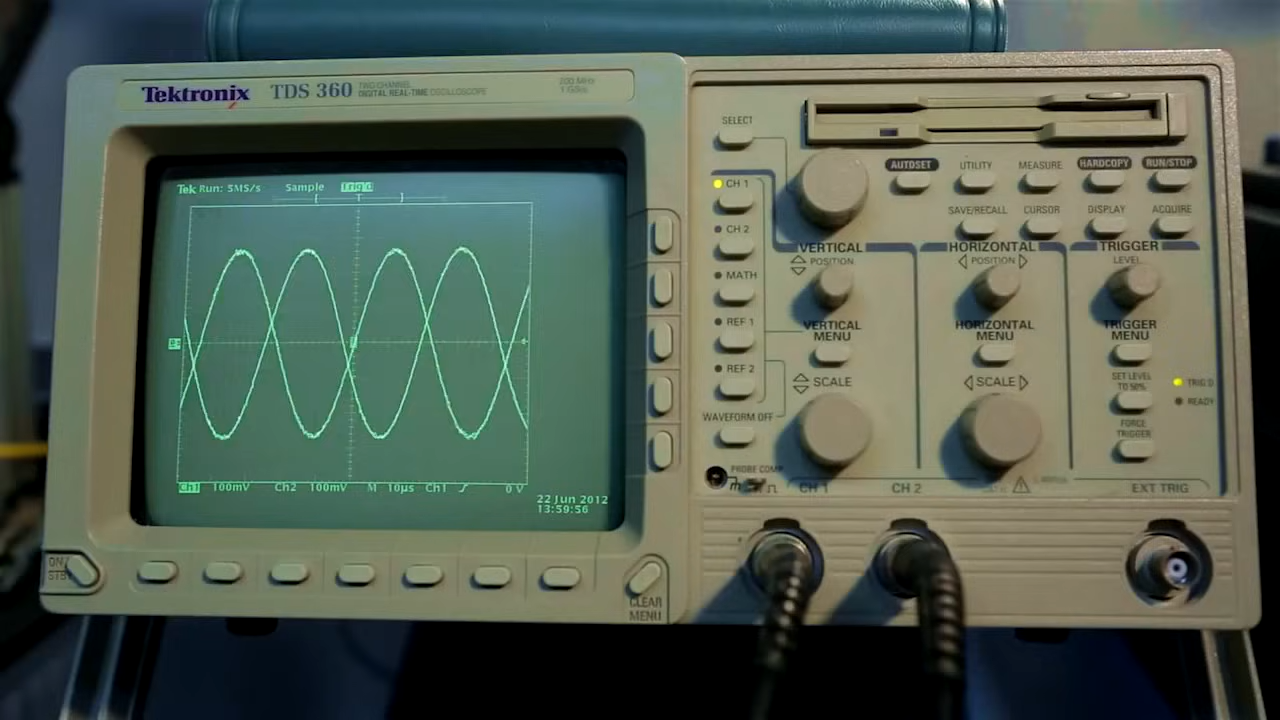 Tektronix TDS 360 TWO CHANNEL DIGITAL REAL-TIME OSCILLOSCOPE
200 MHz
1 GS/s
Tek Run: 5MS/s Sample Trig'd
Ch1 100mV Ch2 100mV M 10µs Ch1 0 V
22 Jun 2012
13:59:56
ON/STBY
CLEAR
MENU
SELECT
CH 1
CH 2
MATH
REF 1
REF 2
WAVEFORM OFF
PROBE COMP
AUTOSET UTILITY MEASURE HARDCOPY RUN/STOP
SAVE/RECALL CURSOR DISPLAY ACQUIRE
VERTICAL
POSITION
VERTICAL
MENU
SCALE
HORIZONTAL
POSITION
HORIZONTAL
MENU
SCALE
TRIGGER
LEVEL
TRIGGER
MENU
SET LEVEL
TO 50%
FORCE
TRIGGER
TRIG'D
READY
CH 1 CH 2 EXT TRIG